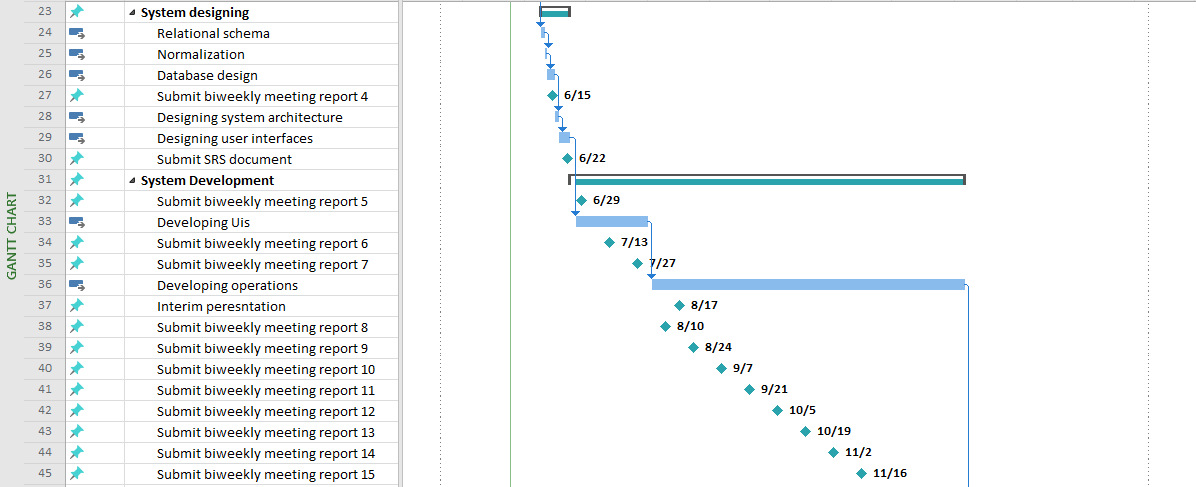 GANTT CHART
23 System designing
24 Relational schema
25 Normalization
26 Database design
27 Submit biweekly meeting report 4 6/15
28 Designing system architecture
29 Designing user interfaces
30 Submit SRS document 6/22
31 System Development
32 Submit biweekly meeting report 5 6/29
33 Developing Uis
34 Submit biweekly meeting report 6 7/13
35 Submit biweekly meeting report 7 7/27
36 Developing operations
37 Interim peresntation 8/17
38 Submit biweekly meeting report 8 8/10
39 Submit biweekly meeting report 9 8/24
40 Submit biweekly meeting report 10 9/7
41 Submit biweekly meeting report 11 9/21
42 Submit biweekly meeting report 12 10/5
43 Submit biweekly meeting report 13 10/19
44 Submit biweekly meeting report 14 11/2
45 Submit biweekly meeting report 15 11/16